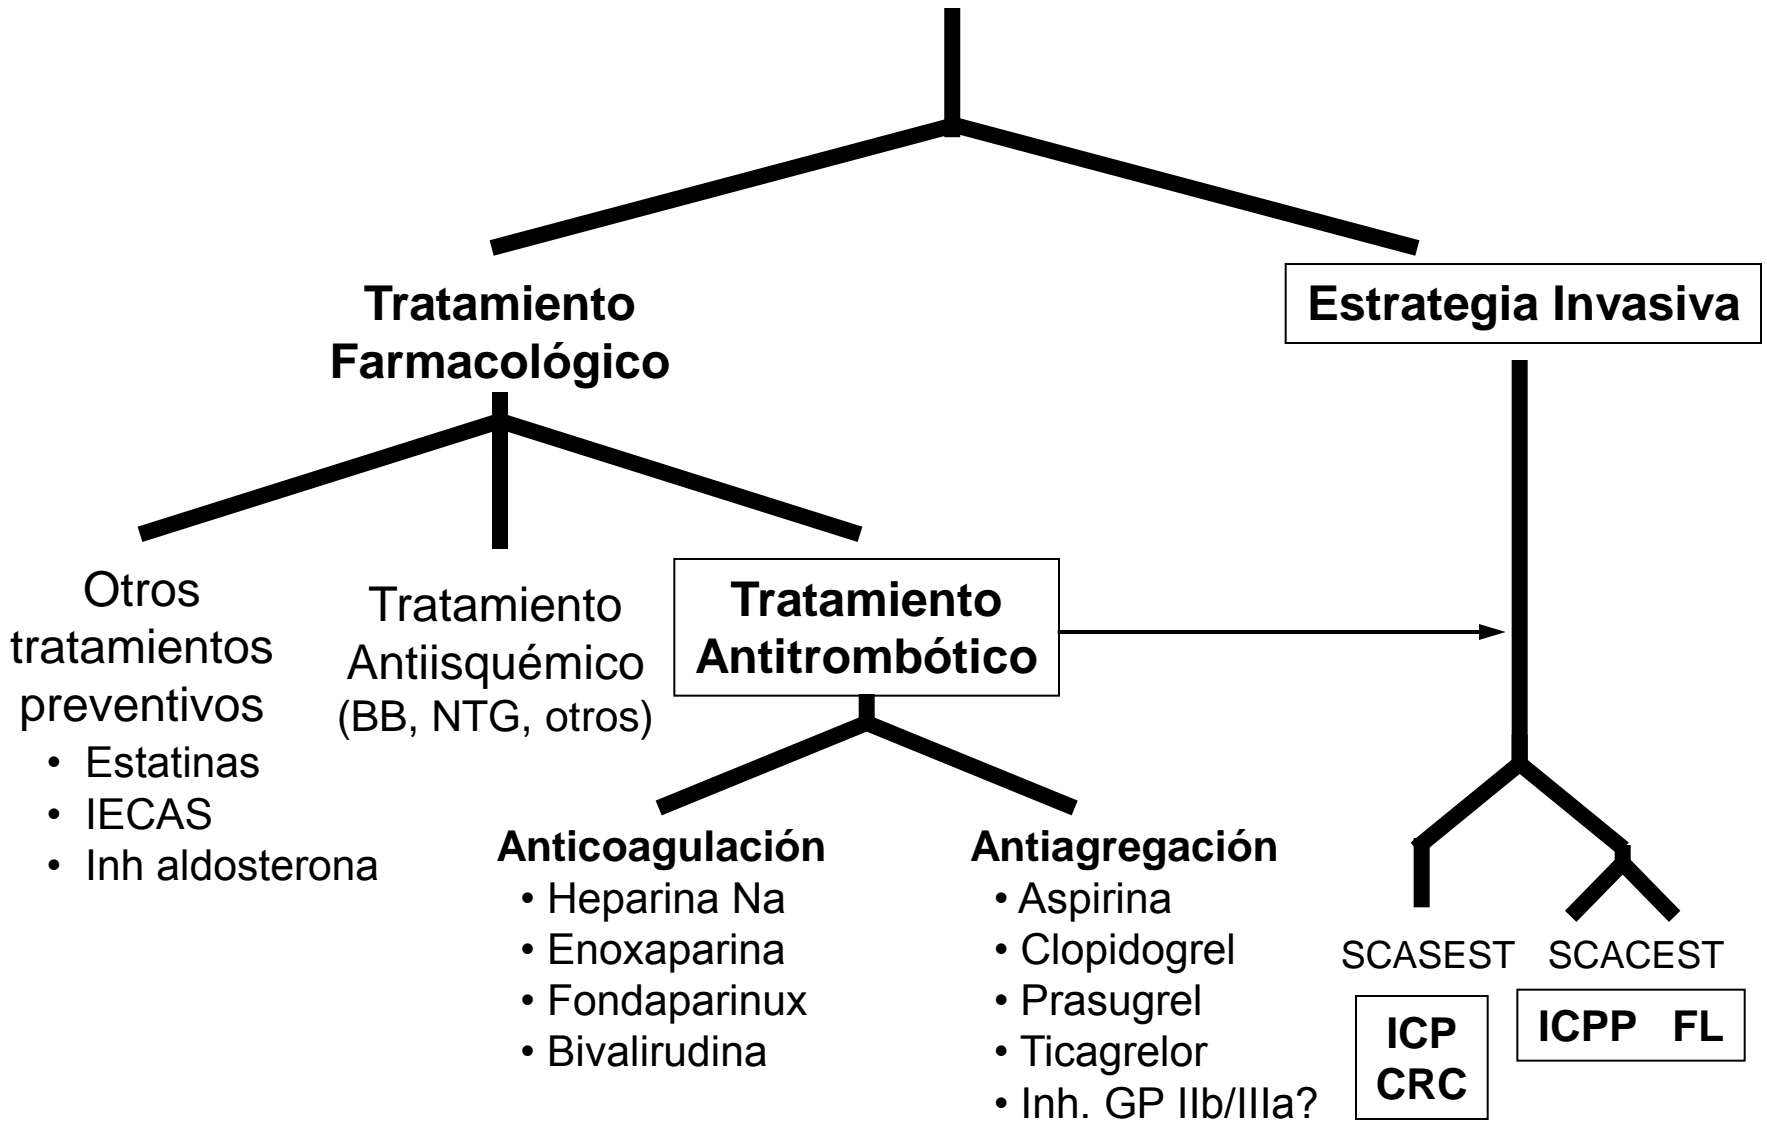 Tratamiento
Farmacológico
Estrategia Invasiva
Otros
tratamientos
preventivos
• Estatinas
• IECAS
• Inh aldosterona
Tratamiento
Antiisquémico
(BB, NTG, otros)
Tratamiento
Antitrombótico
Anticoagulación
• Heparina Na
• Enoxaparina
• Fondaparinux
• Bivalirudina
Antiagregación
• Aspirina
• Clopidogrel
• Prasugrel
• Ticagrelor
• Inh. GP IIb/IIIa?
SCASEST
ICP
CRC
SCACEST
ICPP FL